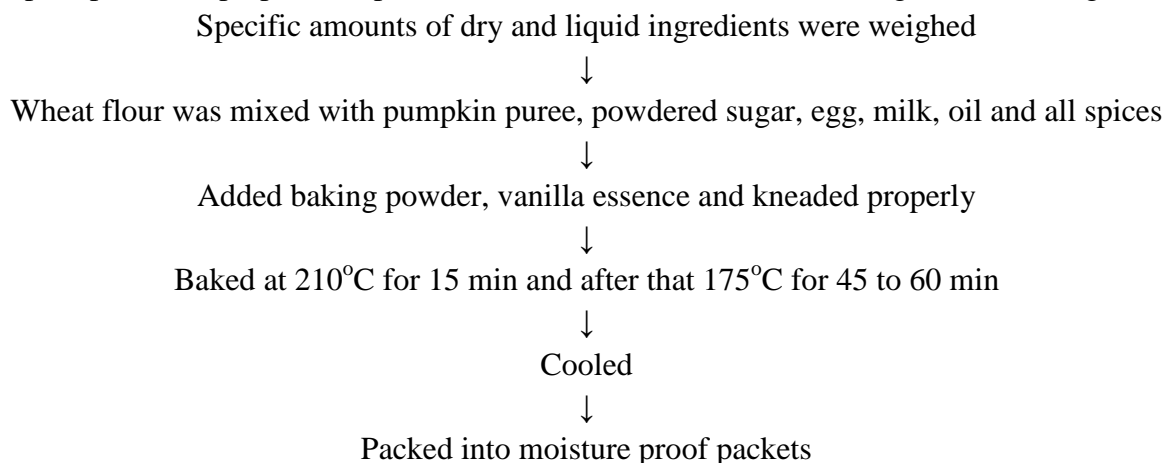 Specific amounts of dry and liquid ingredients were weighed
↓
Wheat flour was mixed with pumpkin puree, powdered sugar, egg, milk, oil and all spices
↓
Added baking powder, vanilla essence and kneaded properly
↓
Baked at 210°C for 15 min and after that 175°C for 45 to 60 min
↓
Cooled
↓
Packed into moisture proof packets